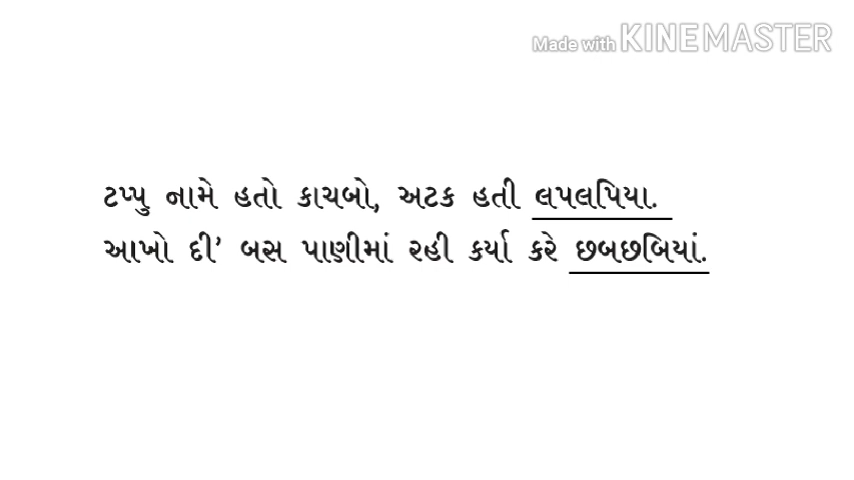 Made with KINEMASTER
ટપ્પુ નામે હતો કાચબો, અટક હતી લપલપિયા.
આખો દી’ બસ પાણીમાં રહી કર્યા કરે છબછબિયાં.